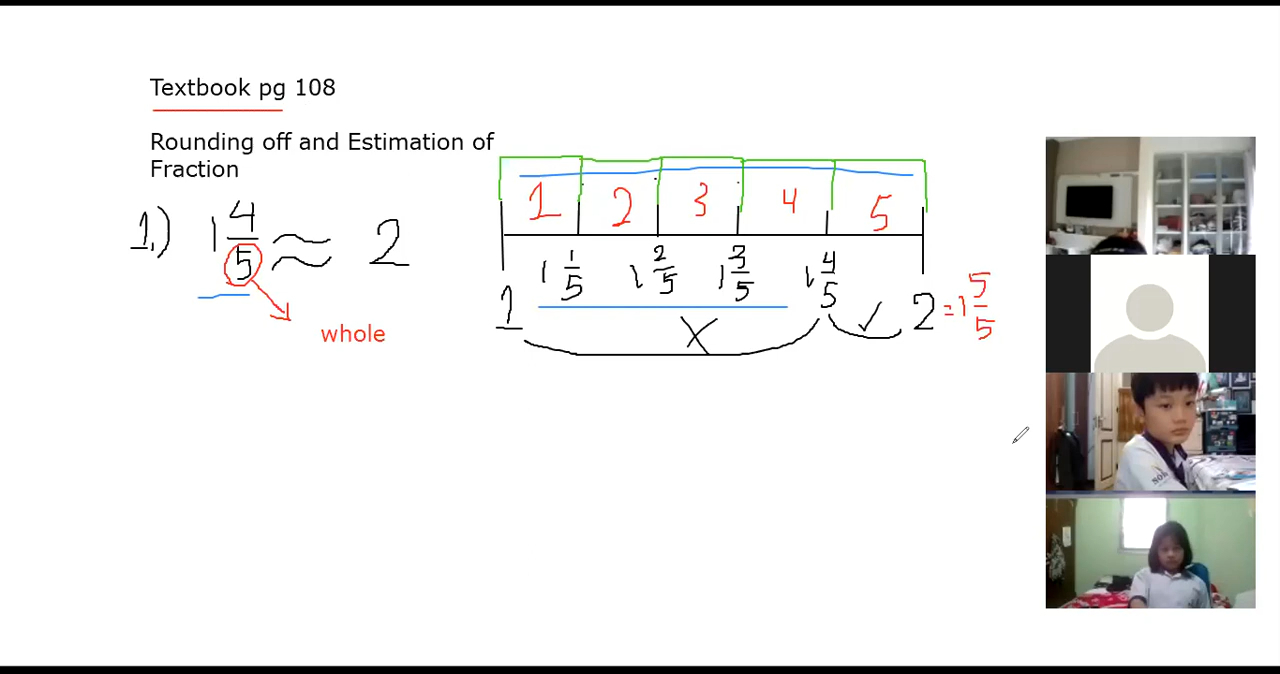 Textbook pg 108
Rounding off and Estimation of
Fraction
1.) 1 4/5 ≈ 2
whole
1 2 3 4 5
1 1/5 1 2/5 1 3/5 1 4/5
1 X ✓ 2 = 1 5/5